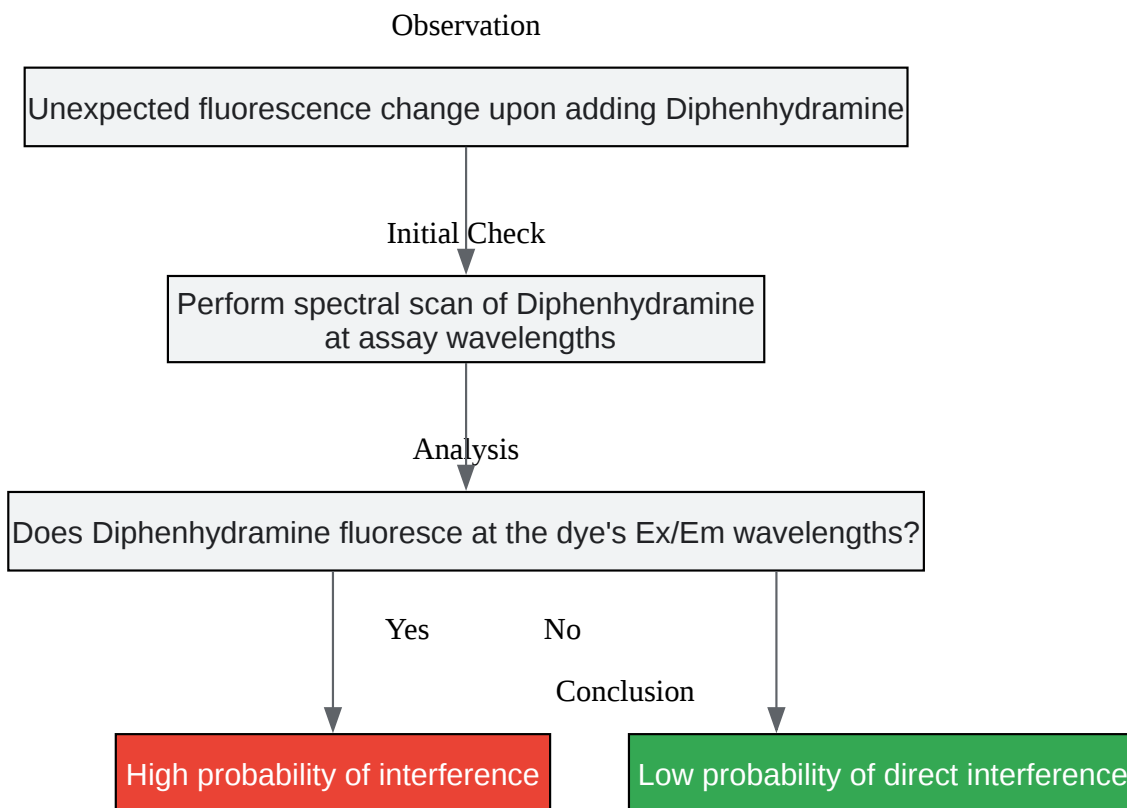 Observation
Unexpected fluorescence change upon adding Diphenhydramine
Initial Check
Perform spectral scan of Diphenhydramine
at assay wavelengths
Analysis
Does Diphenhydramine fluoresce at the dye's Ex/Em wavelengths?
Yes
No
Conclusion
High probability of interference
Low probability of direct interference